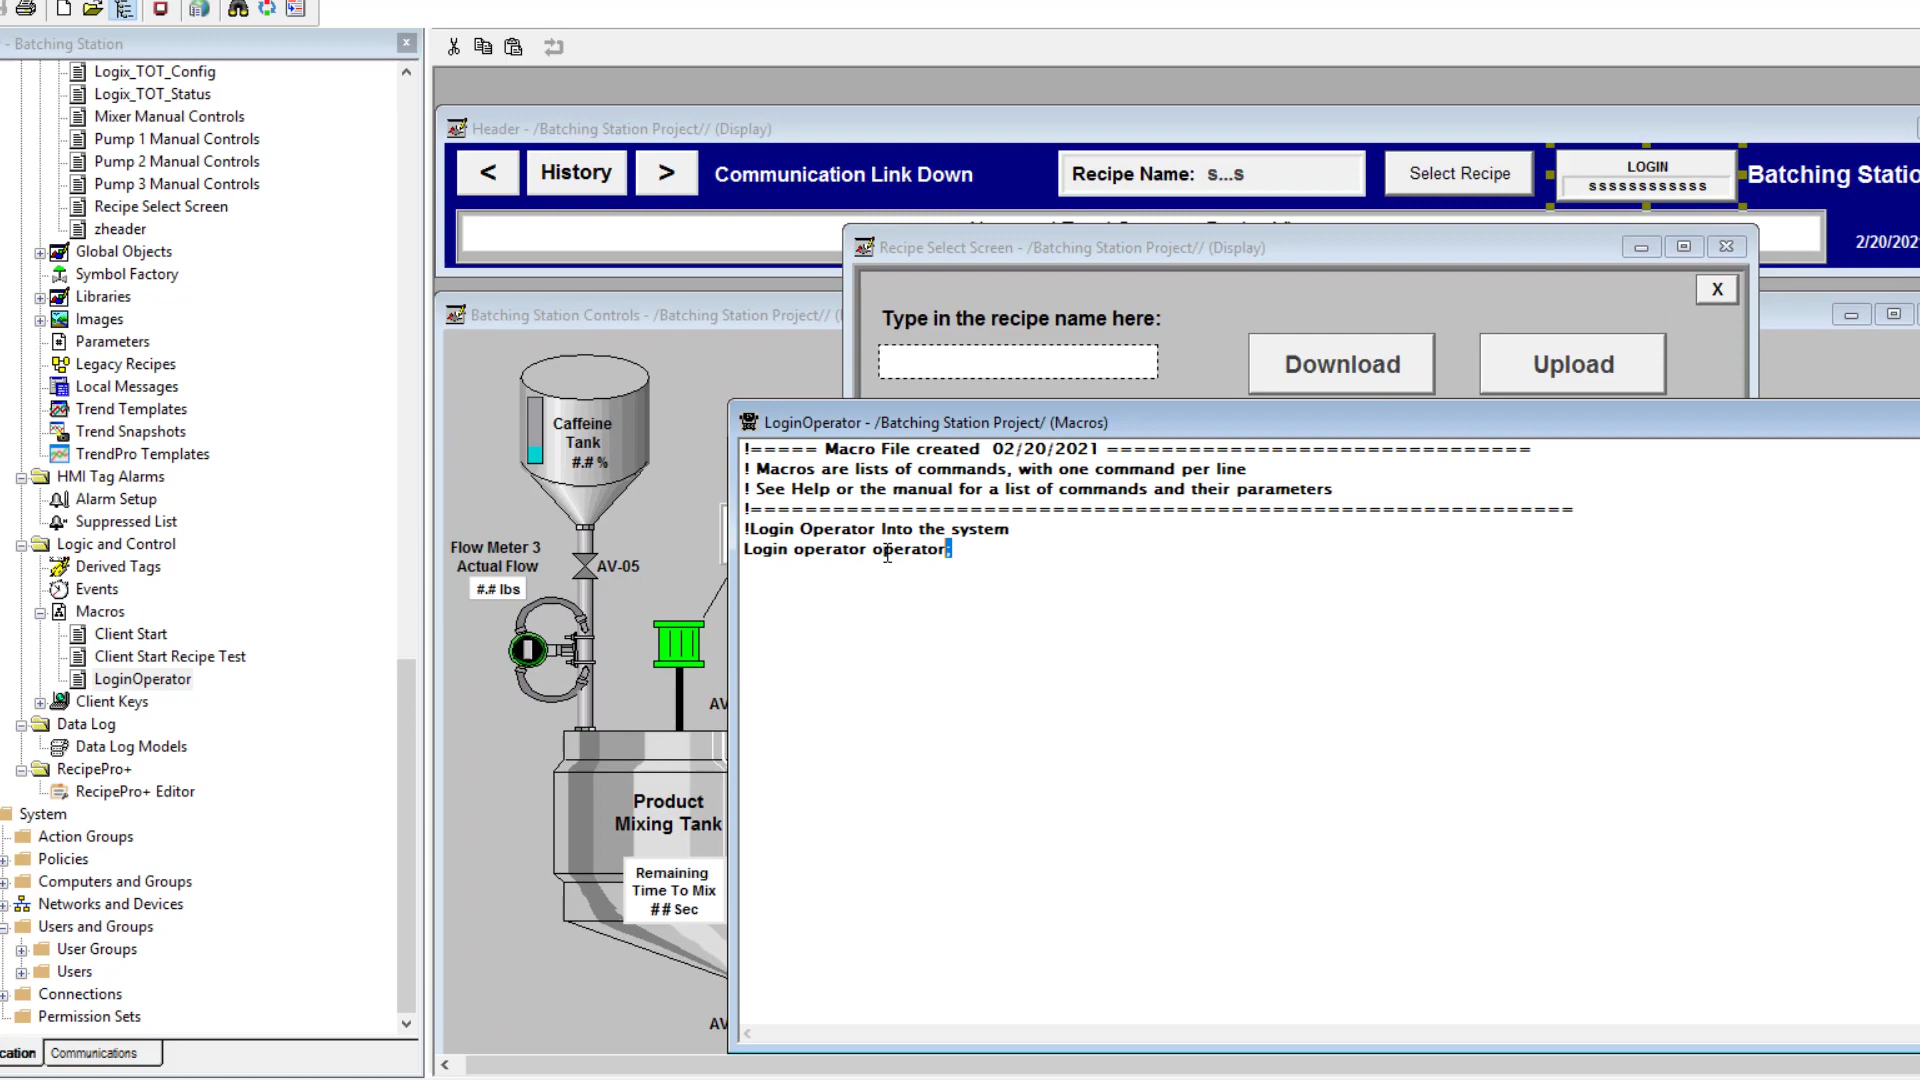 - Batching Station
Logix_TOT_Config
Logix_TOT_Status
Mixer Manual Controls
Pump 1 Manual Controls
Pump 2 Manual Controls
Pump 3 Manual Controls
Recipe Select Screen
zheader
Global Objects
Symbol Factory
Libraries
Images
Parameters
Legacy Recipes
Local Messages
Trend Templates
Trend Snapshots
TrendPro Templates
HMI Tag Alarms
Alarm Setup
Suppressed List
Logic and Control
Derived Tags
Events
Macros
Client Start
Client Start Recipe Test
LoginOperator
Client Keys
Data Log
Data Log Models
RecipePro+
RecipePro+ Editor
System
Action Groups
Policies
Computers and Groups
Networks and Devices
Users and Groups
User Groups
Users
Connections
Permission Sets
cation
Communications
Header - /Batching Station Project// (Display)
<
History
>
Communication Link Down
Recipe Name: s...s
Select Recipe
LOGIN
ssssssssssss
Batching Statio
2/20/202
Recipe Select Screen - /Batching Station Project// (Display)
X
Type in the recipe name here:
Download
Upload
Batching Station Controls - /Batching Station Project// (
Caffeine
Tank
#.# %
Flow Meter 3
Actual Flow
#.# lbs
AV-05
AV
Product
Mixing Tank
Remaining
Time To Mix
## Sec
AV
LoginOperator - /Batching Station Project/ (Macros)
!===== Macro File created 02/20/2021 ===============================
! Macros are lists of commands, with one command per line
! See Help or the manual for a list of commands and their parameters
!============================================================
!Login Operator Into the system
Login operator operator;